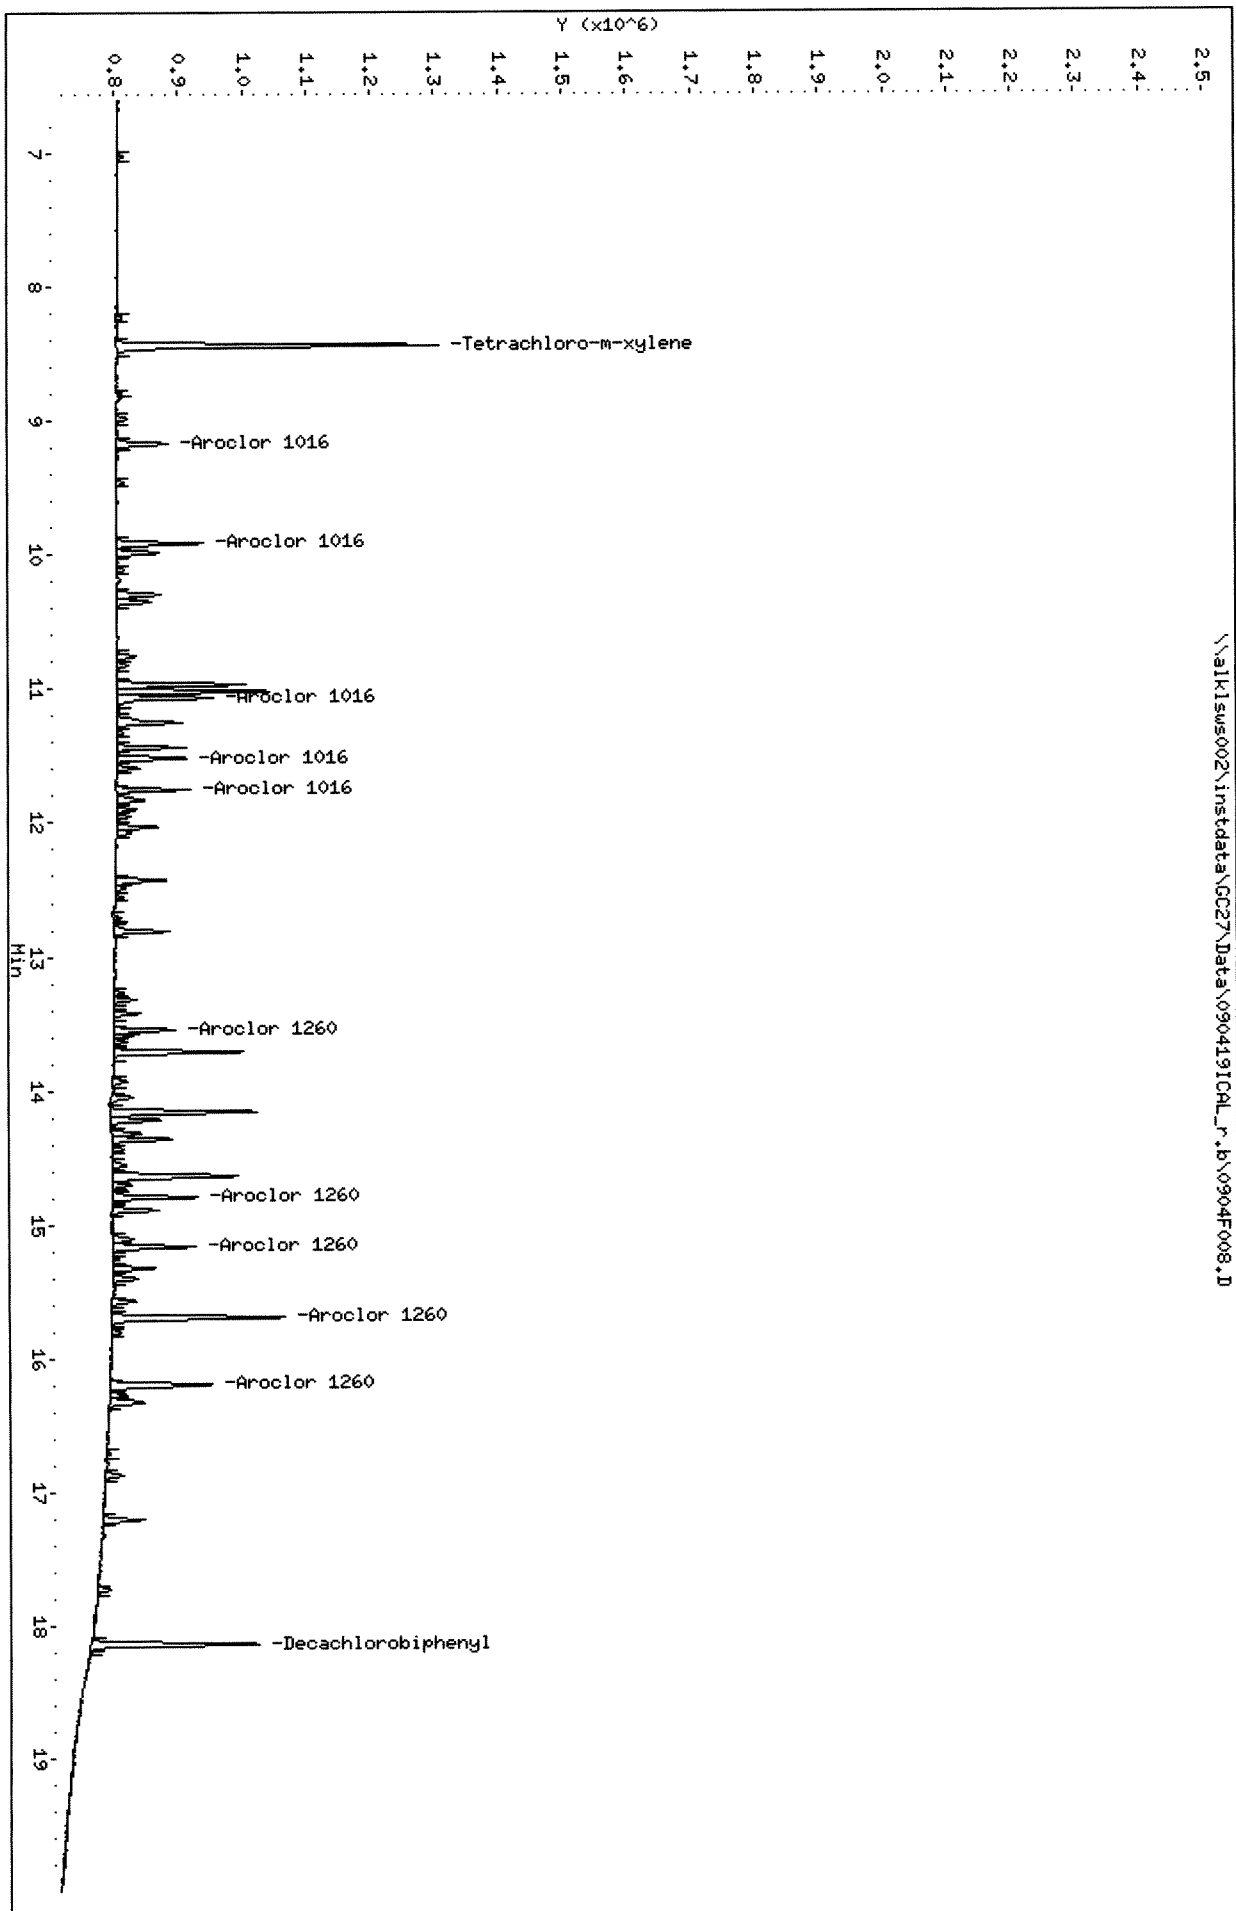 \\alklsws002\instdata\GC27\Data\090419ICAL_r.b\0904F008.D
Y (x10^6)
2.5
2.4
2.3
2.2
2.1
2.0
1.9
1.8
1.7
1.6
1.5
1.4
1.3
1.2
1.1
1.0
0.9
0.8
-Tetrachloro-m-xylene
-Aroclor 1016
-Aroclor 1016
-Aroclor 1016
-Aroclor 1016
-Aroclor 1016
-Aroclor 1260
-Aroclor 1260
-Aroclor 1260
-Aroclor 1260
-Aroclor 1260
-Decachlorobiphenyl
7 8 9 10 11 12 13 14 15 16 17 18 19
Min